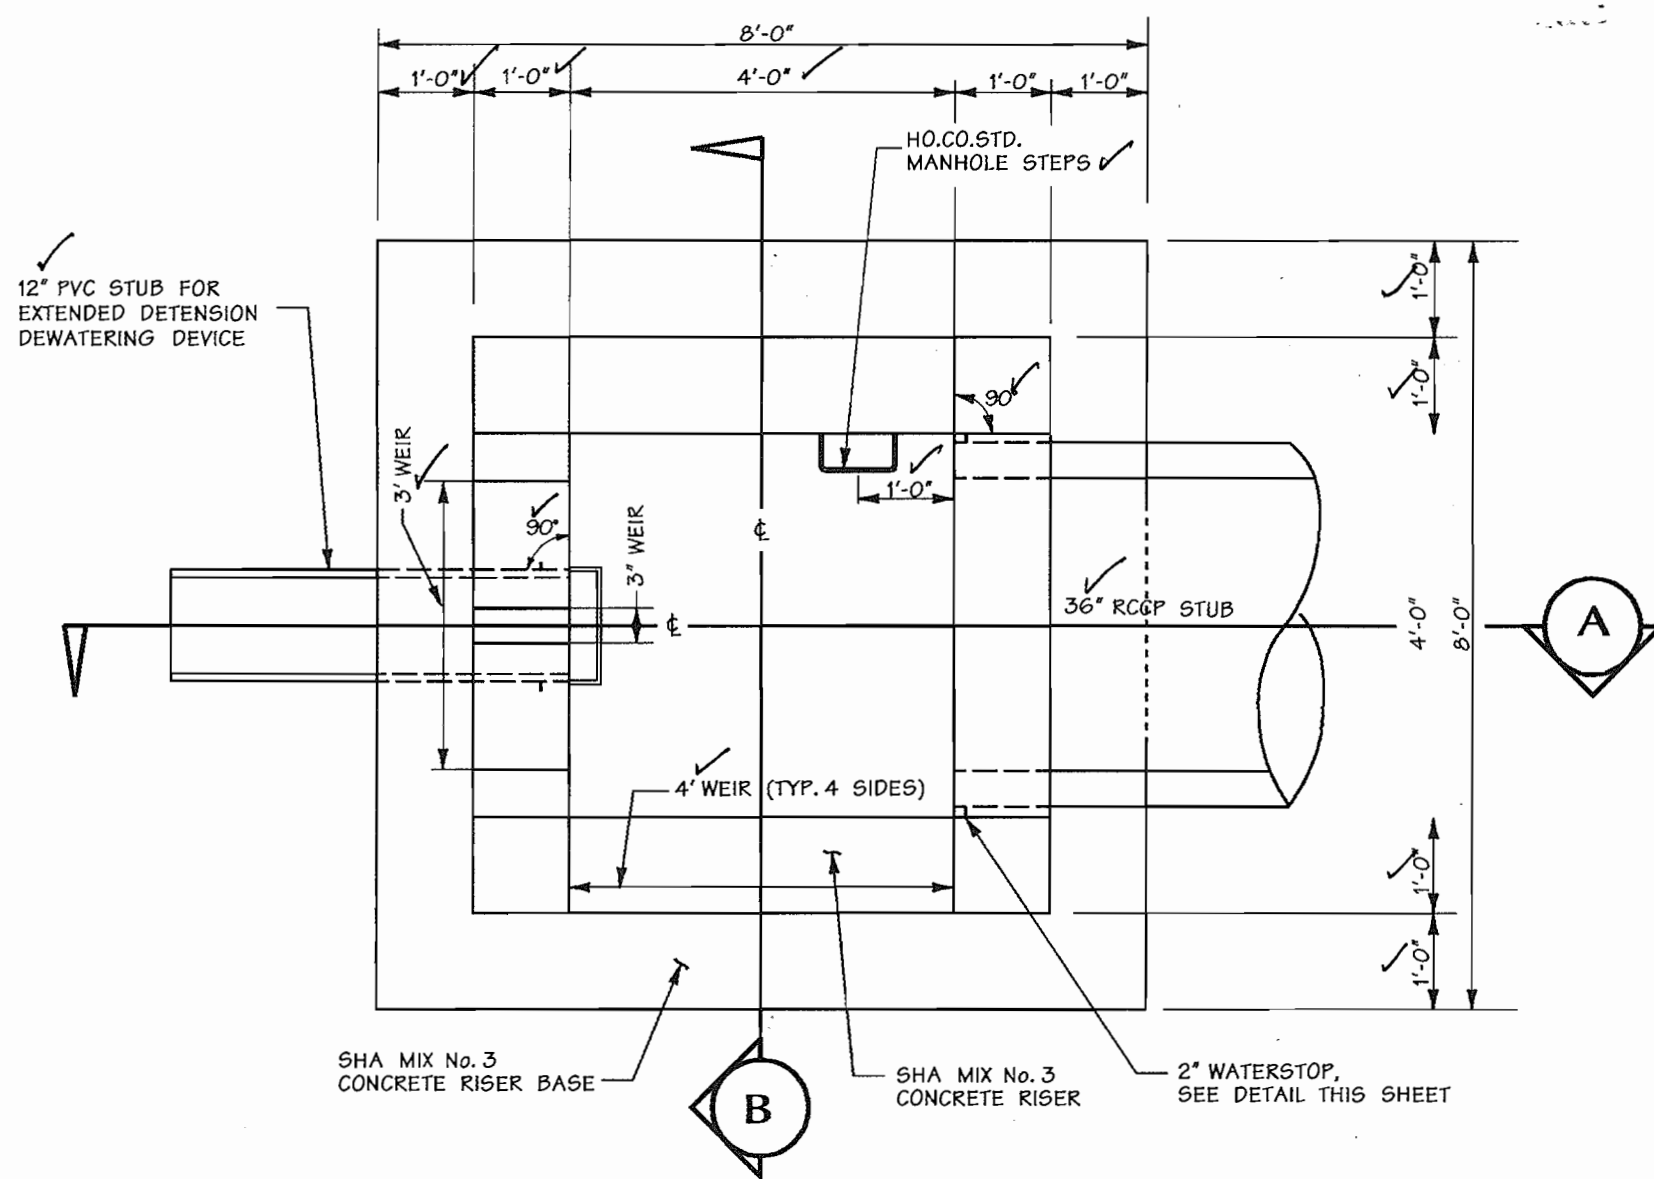 8'-0"
1'-0" 1'-0" 4'-0" 1'-0" 1'-0"
HO.CO.STD.
MANHOLE STEPS
12" PVC STUB FOR
EXTENDED DETENSION
DEWATERING DEVICE
1'-0"
1'-0"
90°
3' WEIR
1'-0"
90°
℄
3" WEIR
36" RCCP STUB
℄
4'-0"
8'-0"
A
4' WEIR (TYP. 4 SIDES)
1'-0"
1'-0"
SHA MIX No. 3
CONCRETE RISER BASE
SHA MIX No. 3
CONCRETE RISER
2" WATERSTOP,
SEE DETAIL THIS SHEET
B